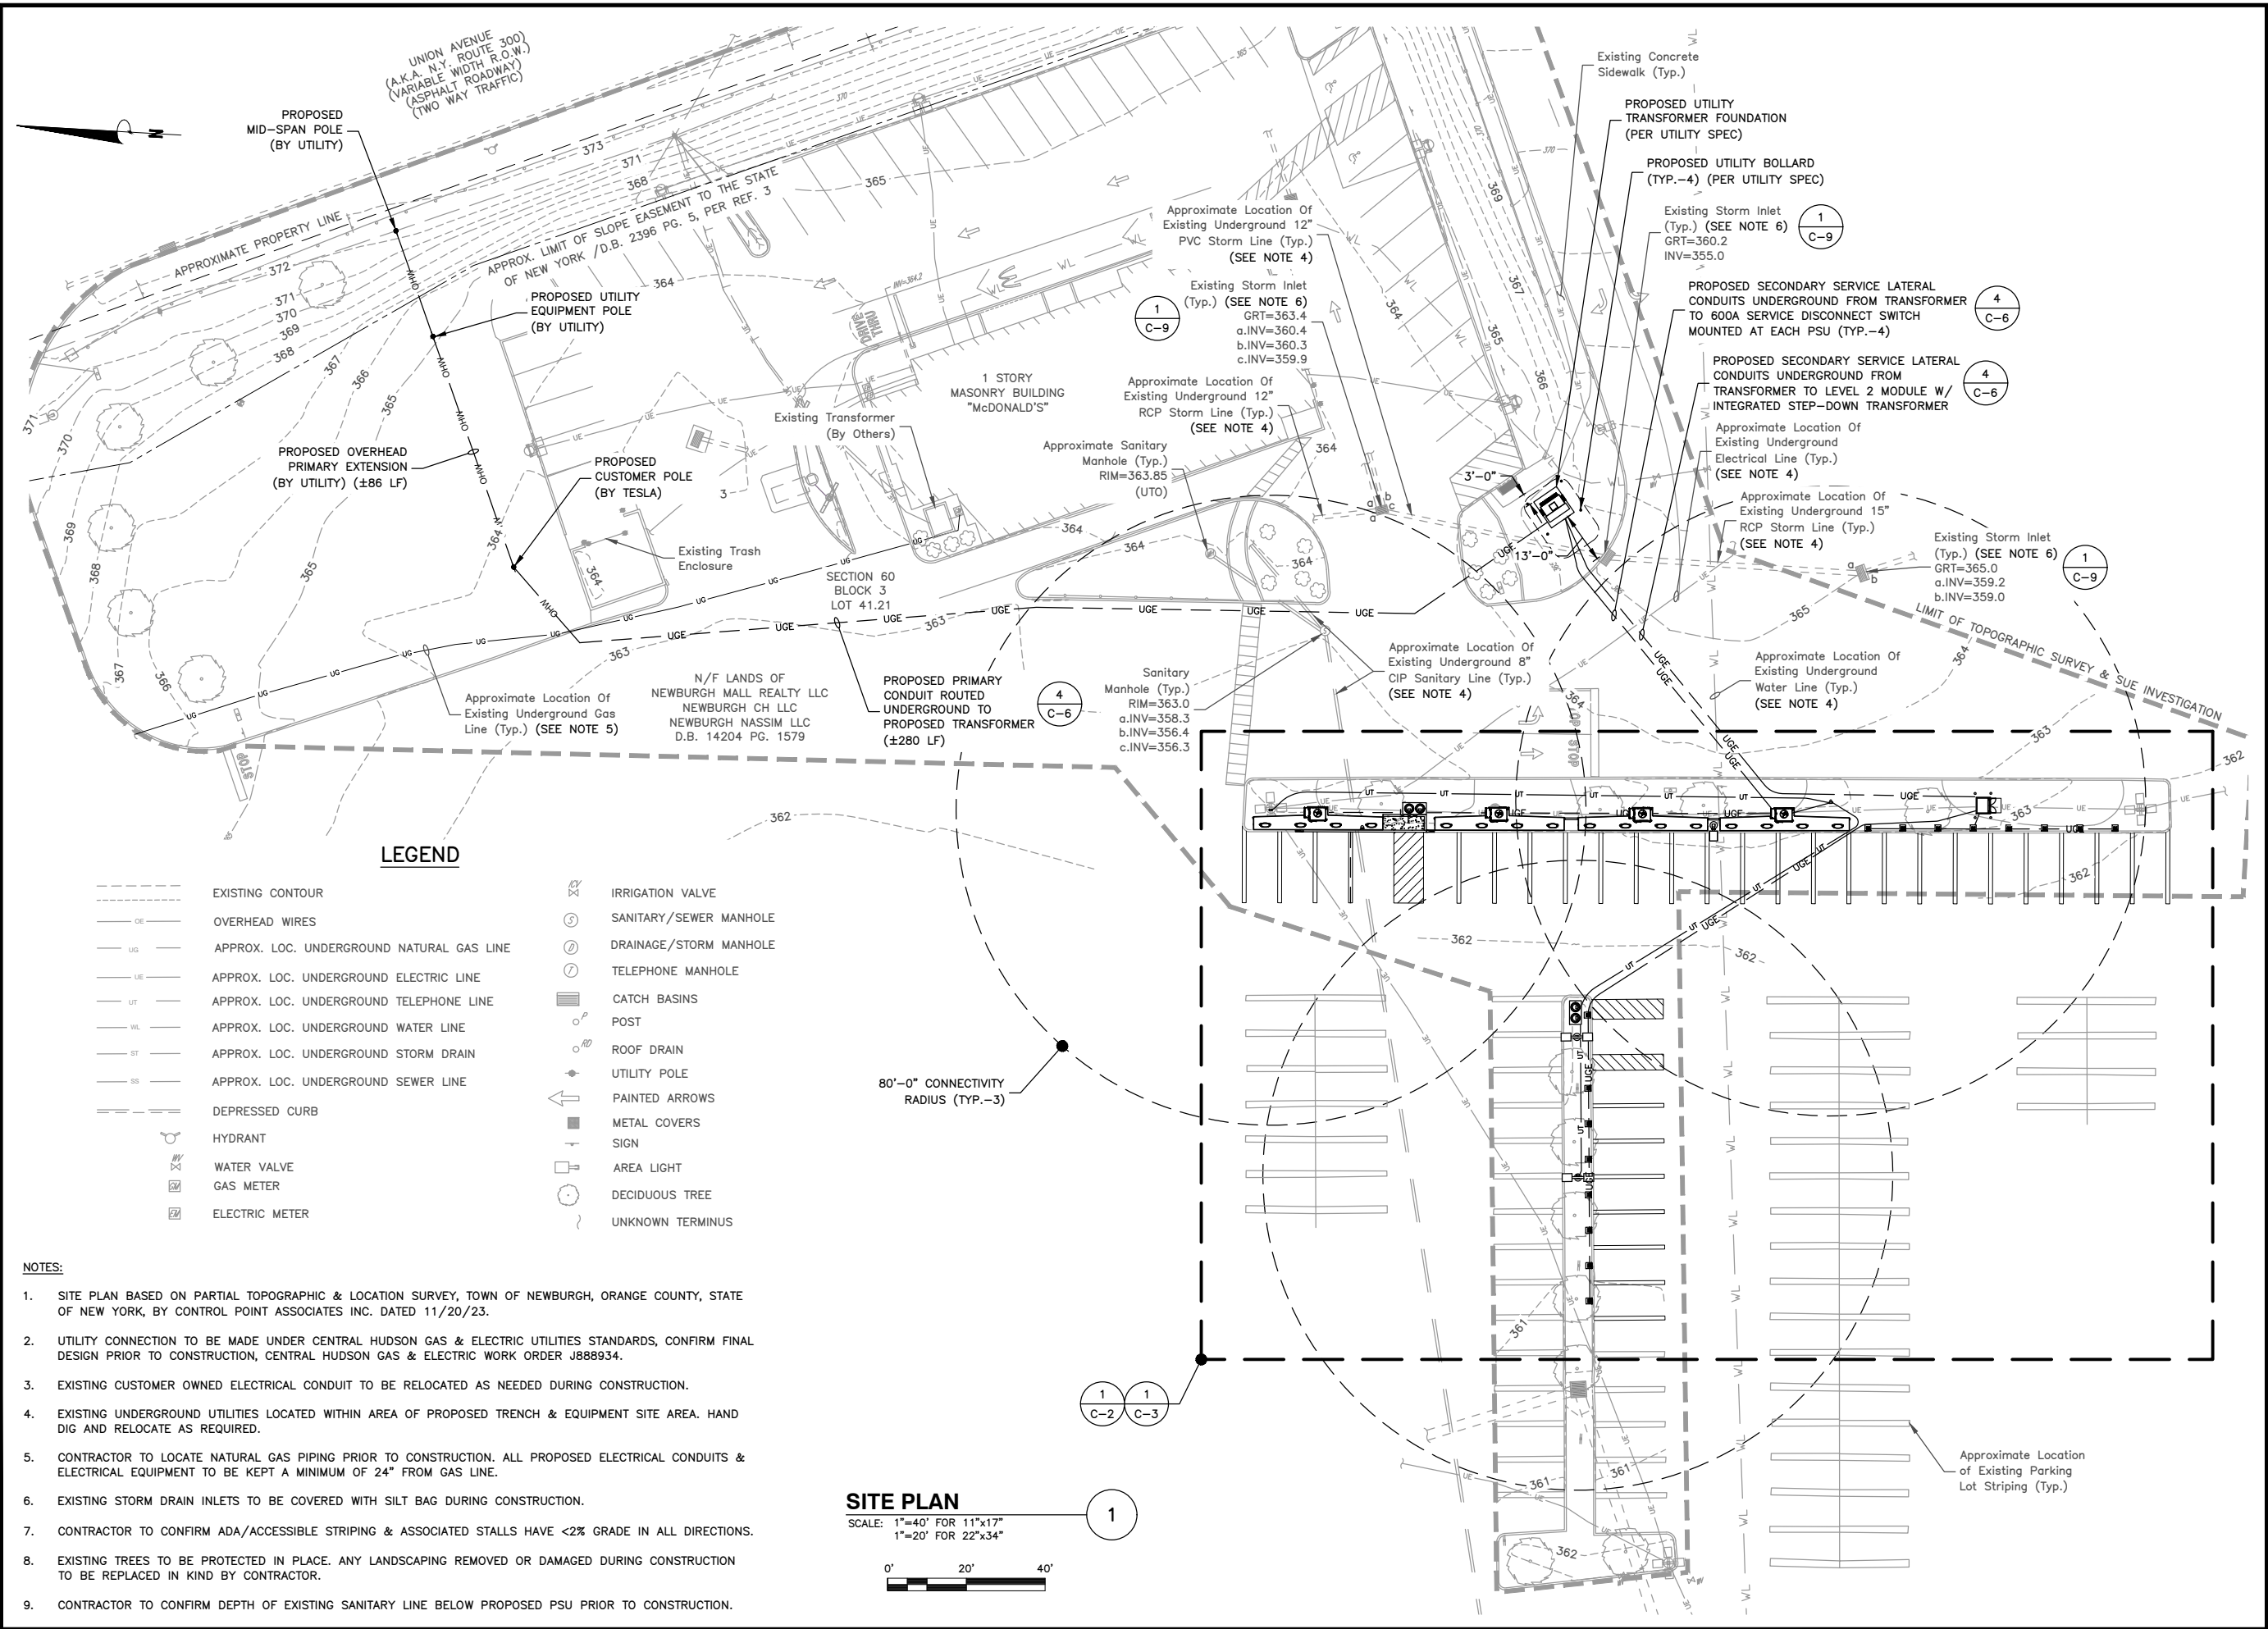 UNION AVENUE
(A.K.A. N.Y. ROUTE 300)
(VARIABLE WIDTH R.O.W.)
(ASPHALT ROADWAY)
(TWO WAY TRAFFIC)
N
PROPOSED
MID-SPAN POLE
(BY UTILITY)
APPROXIMATE PROPERTY LINE
APPROX. LIMIT OF SLOPE EASEMENT TO THE STATE
OF NEW YORK /D.B. 2396 PG. 5, PER REF. 3
PROPOSED UTILITY
EQUIPMENT POLE
(BY UTILITY)
PROPOSED OVERHEAD
PRIMARY EXTENSION
(BY UTILITY) (±86 LF)
PROPOSED
CUSTOMER POLE
(BY TESLA)
Existing Transformer
(By Others)
1 STORY
MASONRY BUILDING
"McDONALD'S"
DRIVE
THRU
Existing Trash
Enclosure
SECTION 60
BLOCK 3
LOT 41.21
Approximate Location Of
Existing Underground Gas
Line (Typ.) (SEE NOTE 5)
N/F LANDS OF
NEWBURGH MALL REALTY LLC
NEWBURGH CH LLC
NEWBURGH NASSIM LLC
D.B. 14204 PG. 1579
PROPOSED PRIMARY
CONDUIT ROUTED
UNDERGROUND TO
PROPOSED TRANSFORMER
(±280 LF)
4
C-6
Approximate Location Of
Existing Underground 12"
PVC Storm Line (Typ.)
(SEE NOTE 4)
Existing Storm Inlet
(Typ.) (SEE NOTE 6)
GRT=363.4
a.INV=360.4
b.INV=360.3
c.INV=359.9
1
C-9
Approximate Location Of
Existing Underground 12"
RCP Storm Line (Typ.)
(SEE NOTE 4)
Approximate Sanitary
Manhole (Typ.)
RIM=363.85
(UTO)
Sanitary
Manhole (Typ.)
RIM=363.0
a.INV=358.3
b.INV=356.4
c.INV=356.3
Approximate Location Of
Existing Underground 8"
CIP Sanitary Line (Typ.)
(SEE NOTE 4)
Existing Concrete
Sidewalk (Typ.)
PROPOSED UTILITY
TRANSFORMER FOUNDATION
(PER UTILITY SPEC)
PROPOSED UTILITY BOLLARD
(TYP.-4) (PER UTILITY SPEC)
Existing Storm Inlet
(Typ.) (SEE NOTE 6)
GRT=360.2
INV=355.0
1
C-9
PROPOSED SECONDARY SERVICE LATERAL
CONDUITS UNDERGROUND FROM TRANSFORMER
TO 600A SERVICE DISCONNECT SWITCH
MOUNTED AT EACH PSU (TYP.-4)
4
C-6
PROPOSED SECONDARY SERVICE LATERAL
CONDUITS UNDERGROUND FROM
TRANSFORMER TO LEVEL 2 MODULE W/
INTEGRATED STEP-DOWN TRANSFORMER
4
C-6
Approximate Location Of
Existing Underground
Electrical Line (Typ.)
(SEE NOTE 4)
Approximate Location Of
Existing Underground 15"
RCP Storm Line (Typ.)
(SEE NOTE 4)
Existing Storm Inlet
(Typ.) (SEE NOTE 6)
GRT=365.0
a.INV=359.2
b.INV=359.0
1
C-9
Approximate Location Of
Existing Underground
Water Line (Typ.)
(SEE NOTE 4)
LIMIT OF TOPOGRAPHIC SURVEY & SUE INVESTIGATION
3'-0"
13'-0"
STOP
STOP
STOP
80'-0" CONNECTIVITY
RADIUS (TYP.-3)
1
C-2
1
C-3
Approximate Location
of Existing Parking
Lot Striping (Typ.)
LEGEND
EXISTING CONTOUR
OE OVERHEAD WIRES
UG APPROX. LOC. UNDERGROUND NATURAL GAS LINE
UE APPROX. LOC. UNDERGROUND ELECTRIC LINE
UT APPROX. LOC. UNDERGROUND TELEPHONE LINE
WL APPROX. LOC. UNDERGROUND WATER LINE
ST APPROX. LOC. UNDERGROUND STORM DRAIN
SS APPROX. LOC. UNDERGROUND SEWER LINE
DEPRESSED CURB
HYDRANT
WATER VALVE
GAS METER
ELECTRIC METER
ICV IRRIGATION VALVE
S SANITARY/SEWER MANHOLE
D DRAINAGE/STORM MANHOLE
T TELEPHONE MANHOLE
CATCH BASINS
P POST
RD ROOF DRAIN
UTILITY POLE
PAINTED ARROWS
METAL COVERS
SIGN
AREA LIGHT
DECIDUOUS TREE
UNKNOWN TERMINUS
NOTES:
1. SITE PLAN BASED ON PARTIAL TOPOGRAPHIC & LOCATION SURVEY, TOWN OF NEWBURGH, ORANGE COUNTY, STATE
OF NEW YORK, BY CONTROL POINT ASSOCIATES INC. DATED 11/20/23.
2. UTILITY CONNECTION TO BE MADE UNDER CENTRAL HUDSON GAS & ELECTRIC UTILITIES STANDARDS, CONFIRM FINAL
DESIGN PRIOR TO CONSTRUCTION, CENTRAL HUDSON GAS & ELECTRIC WORK ORDER J888934.
3. EXISTING CUSTOMER OWNED ELECTRICAL CONDUIT TO BE RELOCATED AS NEEDED DURING CONSTRUCTION.
4. EXISTING UNDERGROUND UTILITIES LOCATED WITHIN AREA OF PROPOSED TRENCH & EQUIPMENT SITE AREA. HAND
DIG AND RELOCATE AS REQUIRED.
5. CONTRACTOR TO LOCATE NATURAL GAS PIPING PRIOR TO CONSTRUCTION. ALL PROPOSED ELECTRICAL CONDUITS &
ELECTRICAL EQUIPMENT TO BE KEPT A MINIMUM OF 24" FROM GAS LINE.
6. EXISTING STORM DRAIN INLETS TO BE COVERED WITH SILT BAG DURING CONSTRUCTION.
7. CONTRACTOR TO CONFIRM ADA/ACCESSIBLE STRIPING & ASSOCIATED STALLS HAVE <2% GRADE IN ALL DIRECTIONS.
8. EXISTING TREES TO BE PROTECTED IN PLACE. ANY LANDSCAPING REMOVED OR DAMAGED DURING CONSTRUCTION
TO BE REPLACED IN KIND BY CONTRACTOR.
9. CONTRACTOR TO CONFIRM DEPTH OF EXISTING SANITARY LINE BELOW PROPOSED PSU PRIOR TO CONSTRUCTION.
SITE PLAN
SCALE: 1"=40' FOR 11"x17"
1"=20' FOR 22"x34"
1
0' 20' 40'